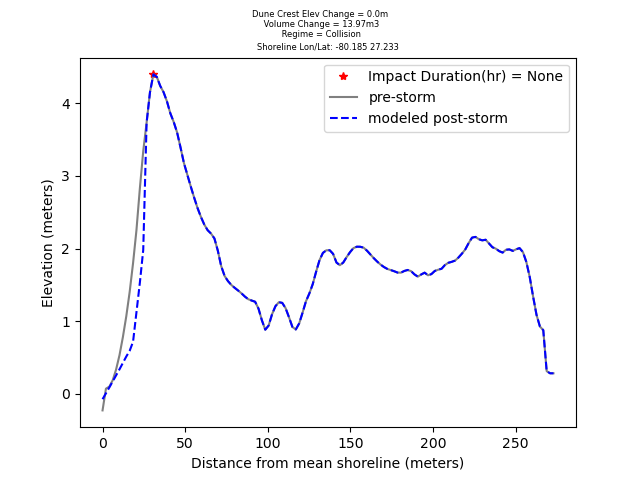 Dune Crest Elev Change = 0.0m
Volume Change = 13.97m3
Regime = Collision
Shoreline Lon/Lat: -80.185 27.233
Impact Duration(hr) = None
pre-storm
modeled post-storm
Elevation (meters)
4
3
2
1
0
0 50 100 150 200 250
Distance from mean shoreline (meters)